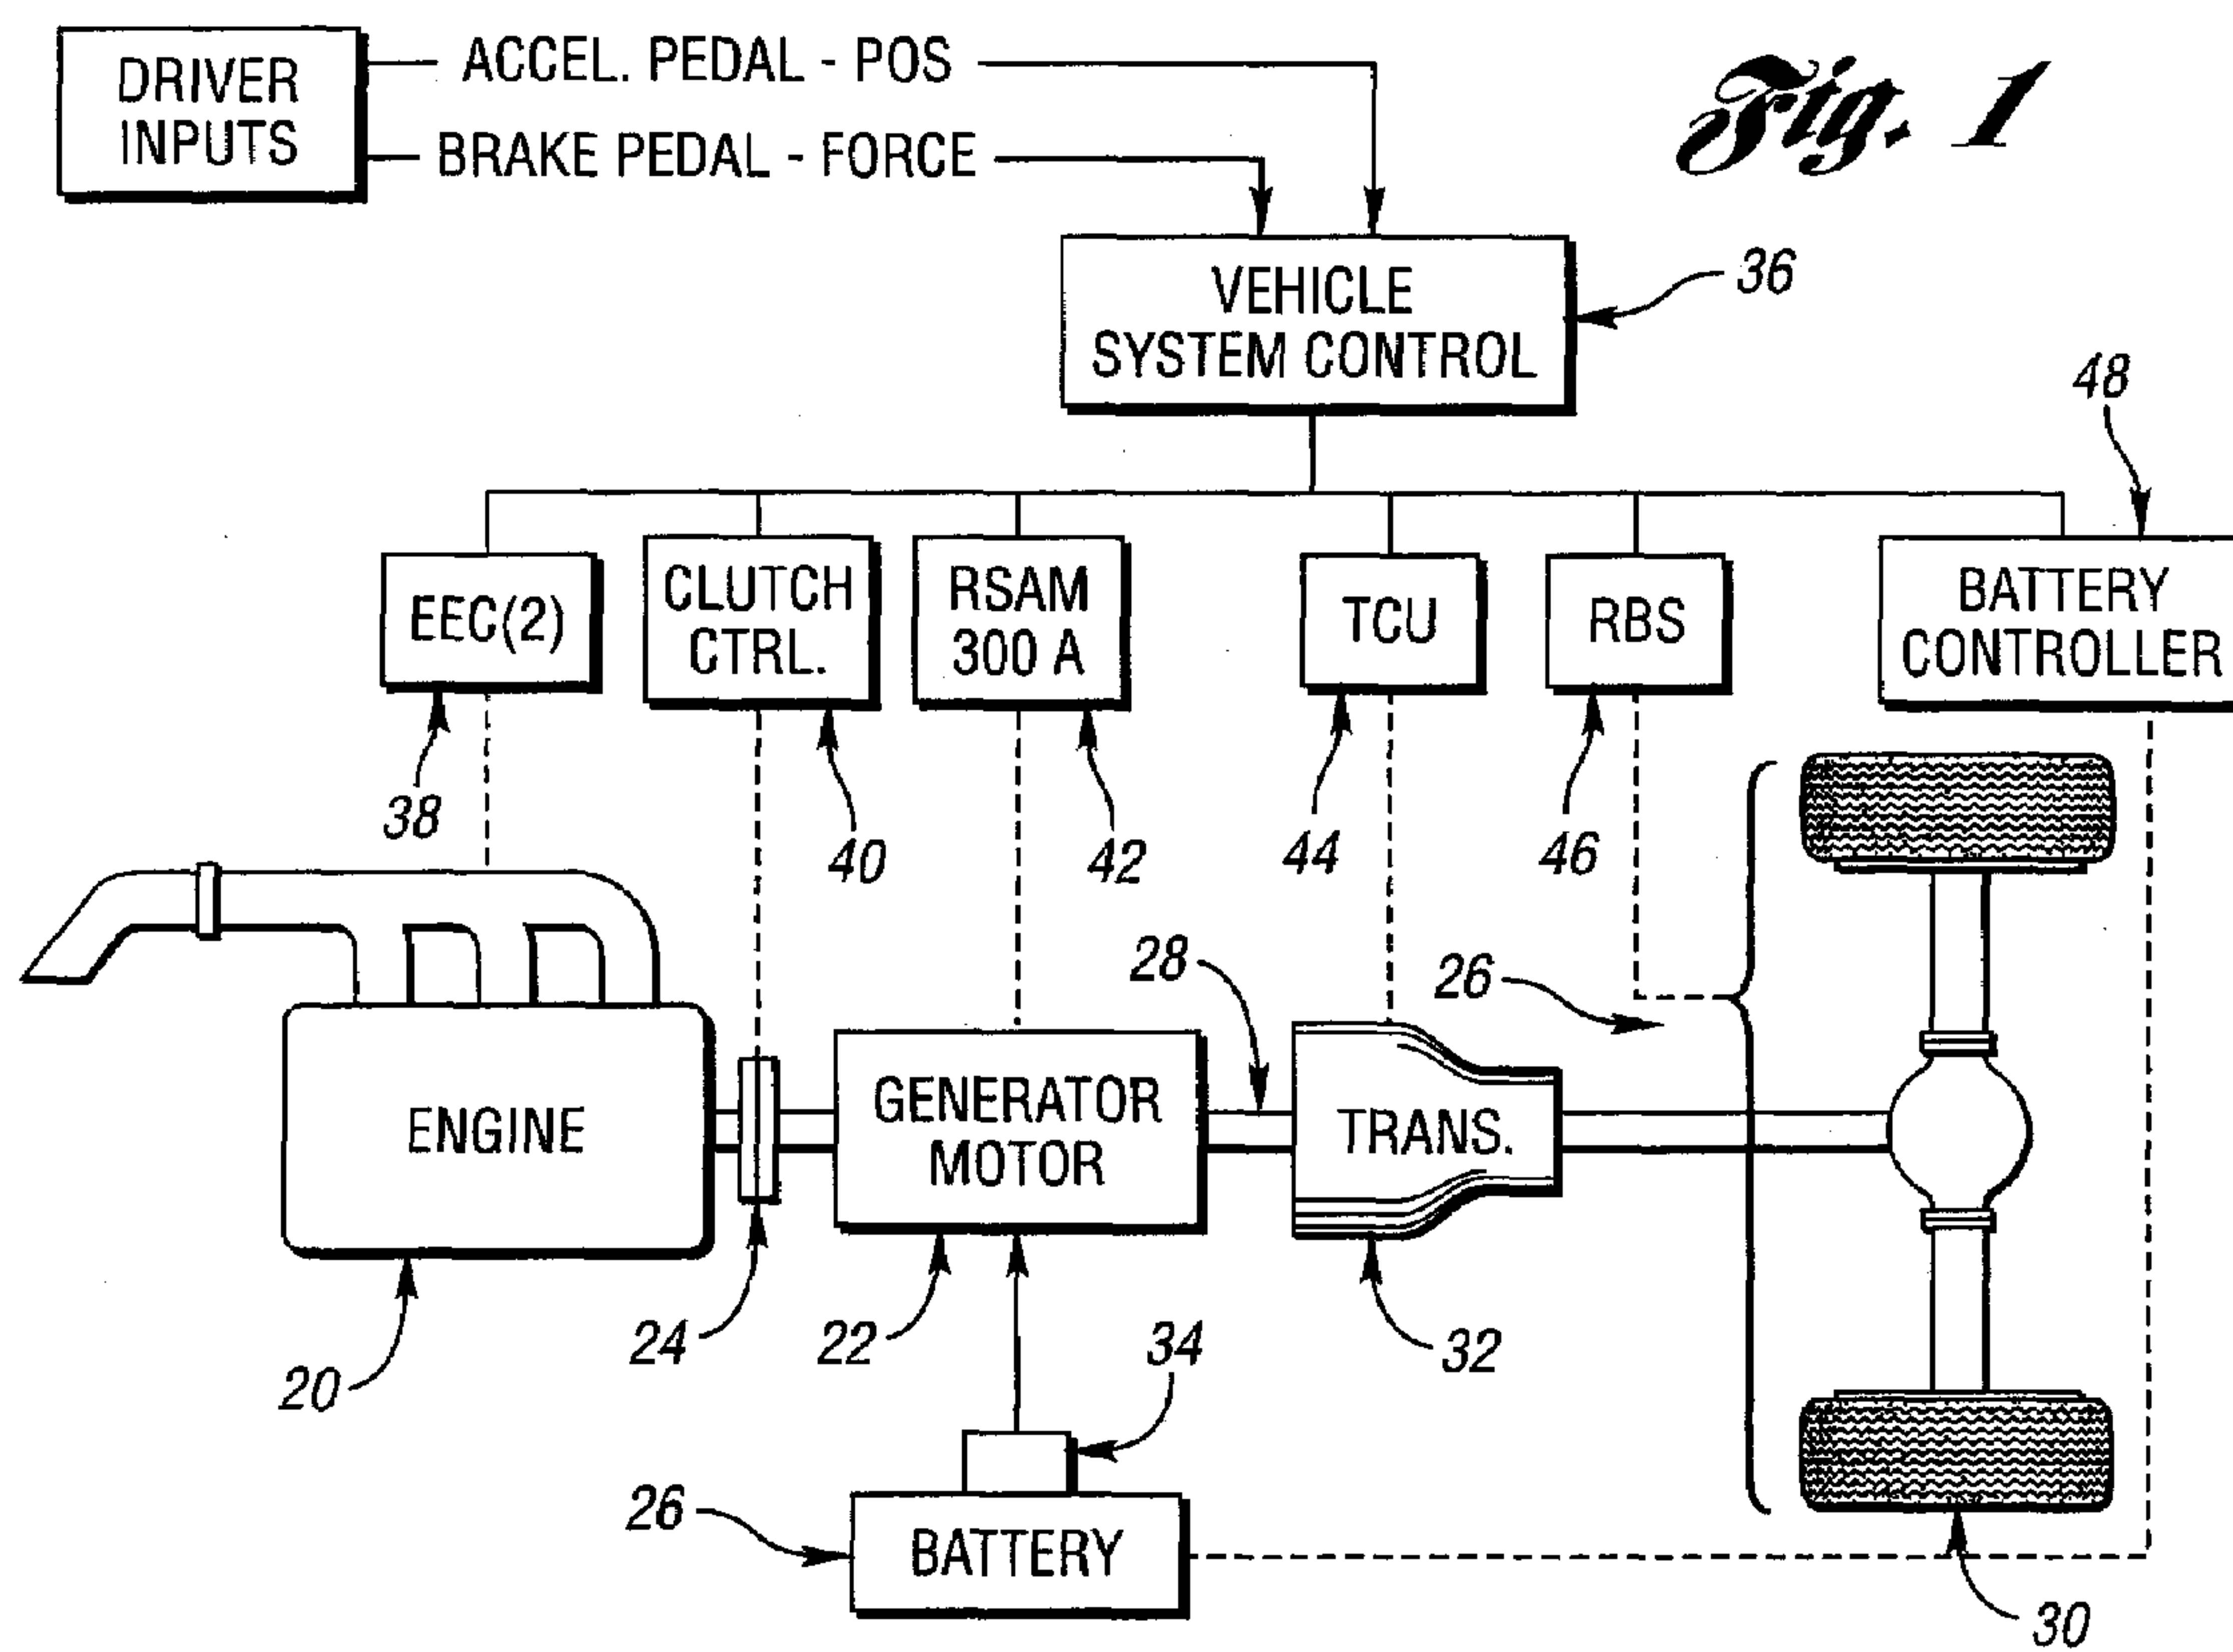 DRIVER
INPUTS
ACCEL. PEDAL - POS
BRAKE PEDAL - FORCE
Fig. 1
VEHICLE
SYSTEM CONTROL
36
48
EEC(2)
CLUTCH
CTRL.
RSAM
300 A
TCU
RBS
BATTERY
CONTROLLER
38
40
42
44
46
28
26
ENGINE
GENERATOR
MOTOR
TRANS.
20
24
22
34
32
26
BATTERY
30